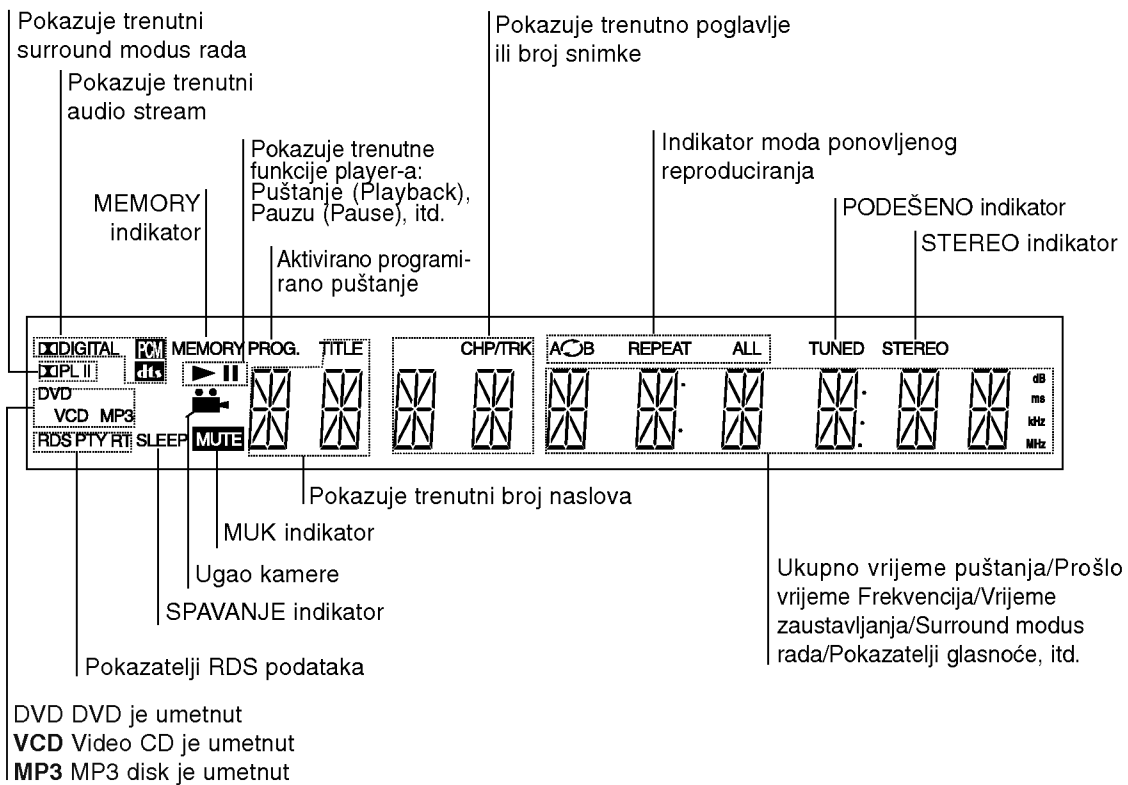 Pokazuje trenutni
surround modus rada
Pokazuje trenutni
audio stream
MEMORY
indikator
Pokazuje trenutne
funkcije player-a:
Puštanje (Playback),
Pauzu (Pause), itd.
Aktivirano programi-
rano puštanje
Pokazuje trenutno poglavlje
ili broj snimke
Indikator moda ponovljenog
reproduciranja
PODEŠENO indikator
STEREO indikator
DIGITAL PCM MEMORY PROG. TITLE CHP/TRK A B REPEAT ALL TUNED STEREO
PL II dts
DVD
VCD MP3
RDS PTY RT SLEEP MUTE
dB
ms
kHz
MHz
Pokazuje trenutni broj naslova
MUK indikator
Ugao kamere
SPAVANJE indikator
Pokazatelji RDS podataka
Ukupno vrijeme puštanja/Prošlo
vrijeme Frekvencija/Vrijeme
zaustavljanja/Surround modus
rada/Pokazatelji glasnoće, itd.
DVD DVD je umetnut
VCD Video CD je umetnut
MP3 MP3 disk je umetnut